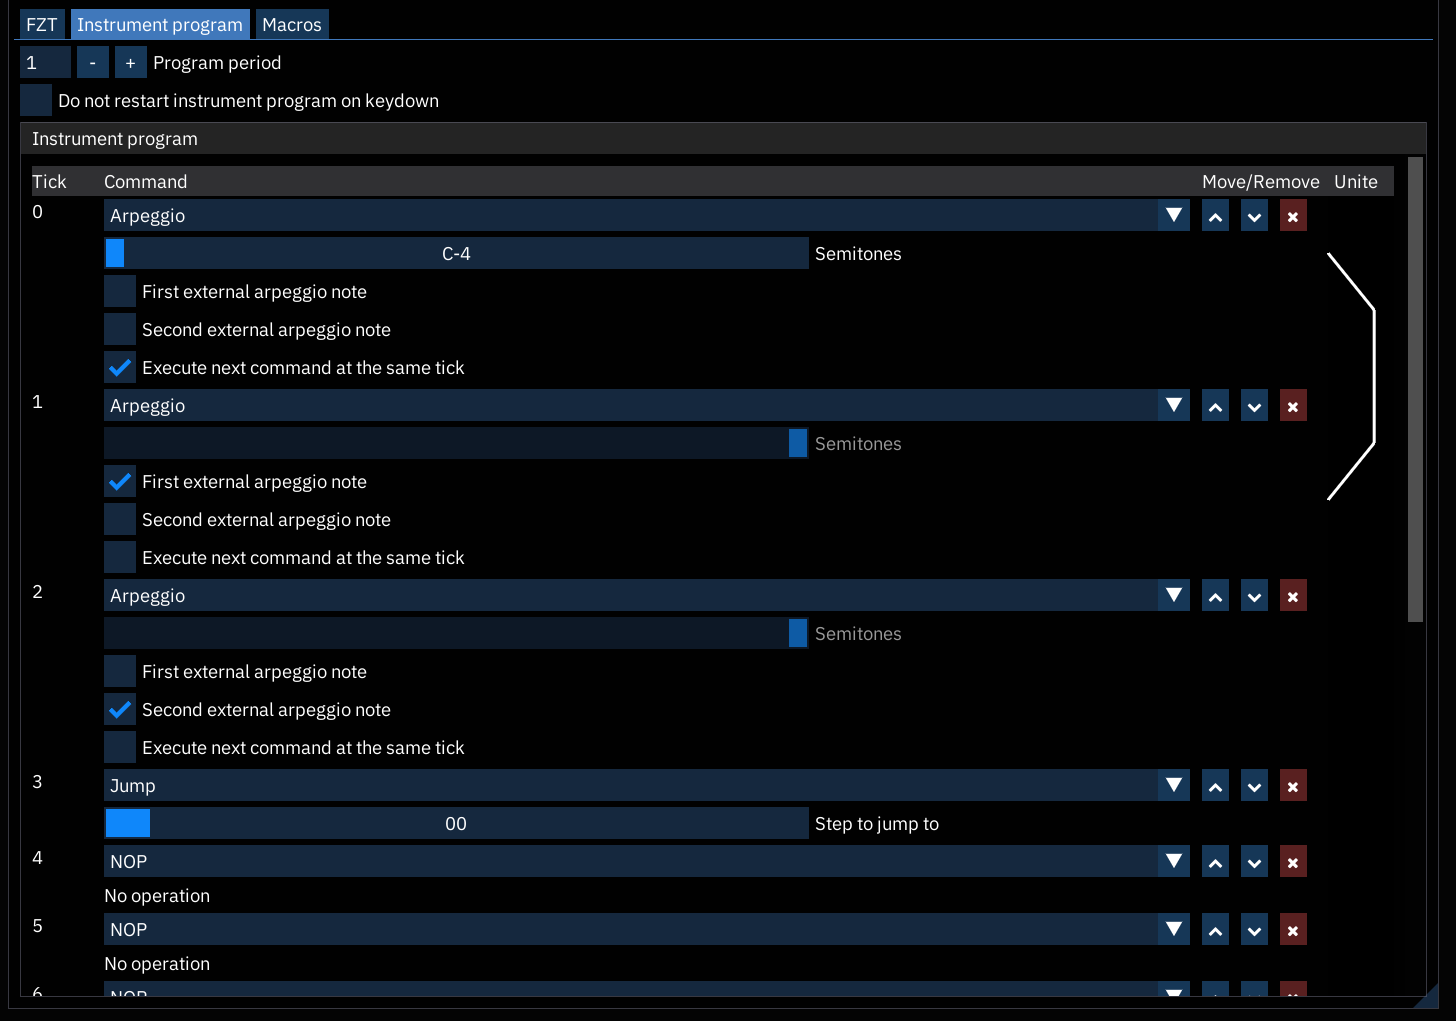 FZT Instrument program Macros
1 - + Program period
Do not restart instrument program on keydown
Instrument program
Tick Command Move/Remove Unite
0 Arpeggio
C-4 Semitones
First external arpeggio note
Second external arpeggio note
Execute next command at the same tick
1 Arpeggio
Semitones
First external arpeggio note
Second external arpeggio note
Execute next command at the same tick
2 Arpeggio
Semitones
First external arpeggio note
Second external arpeggio note
Execute next command at the same tick
3 Jump
00 Step to jump to
4 NOP
No operation
5 NOP
No operation
6 NOP